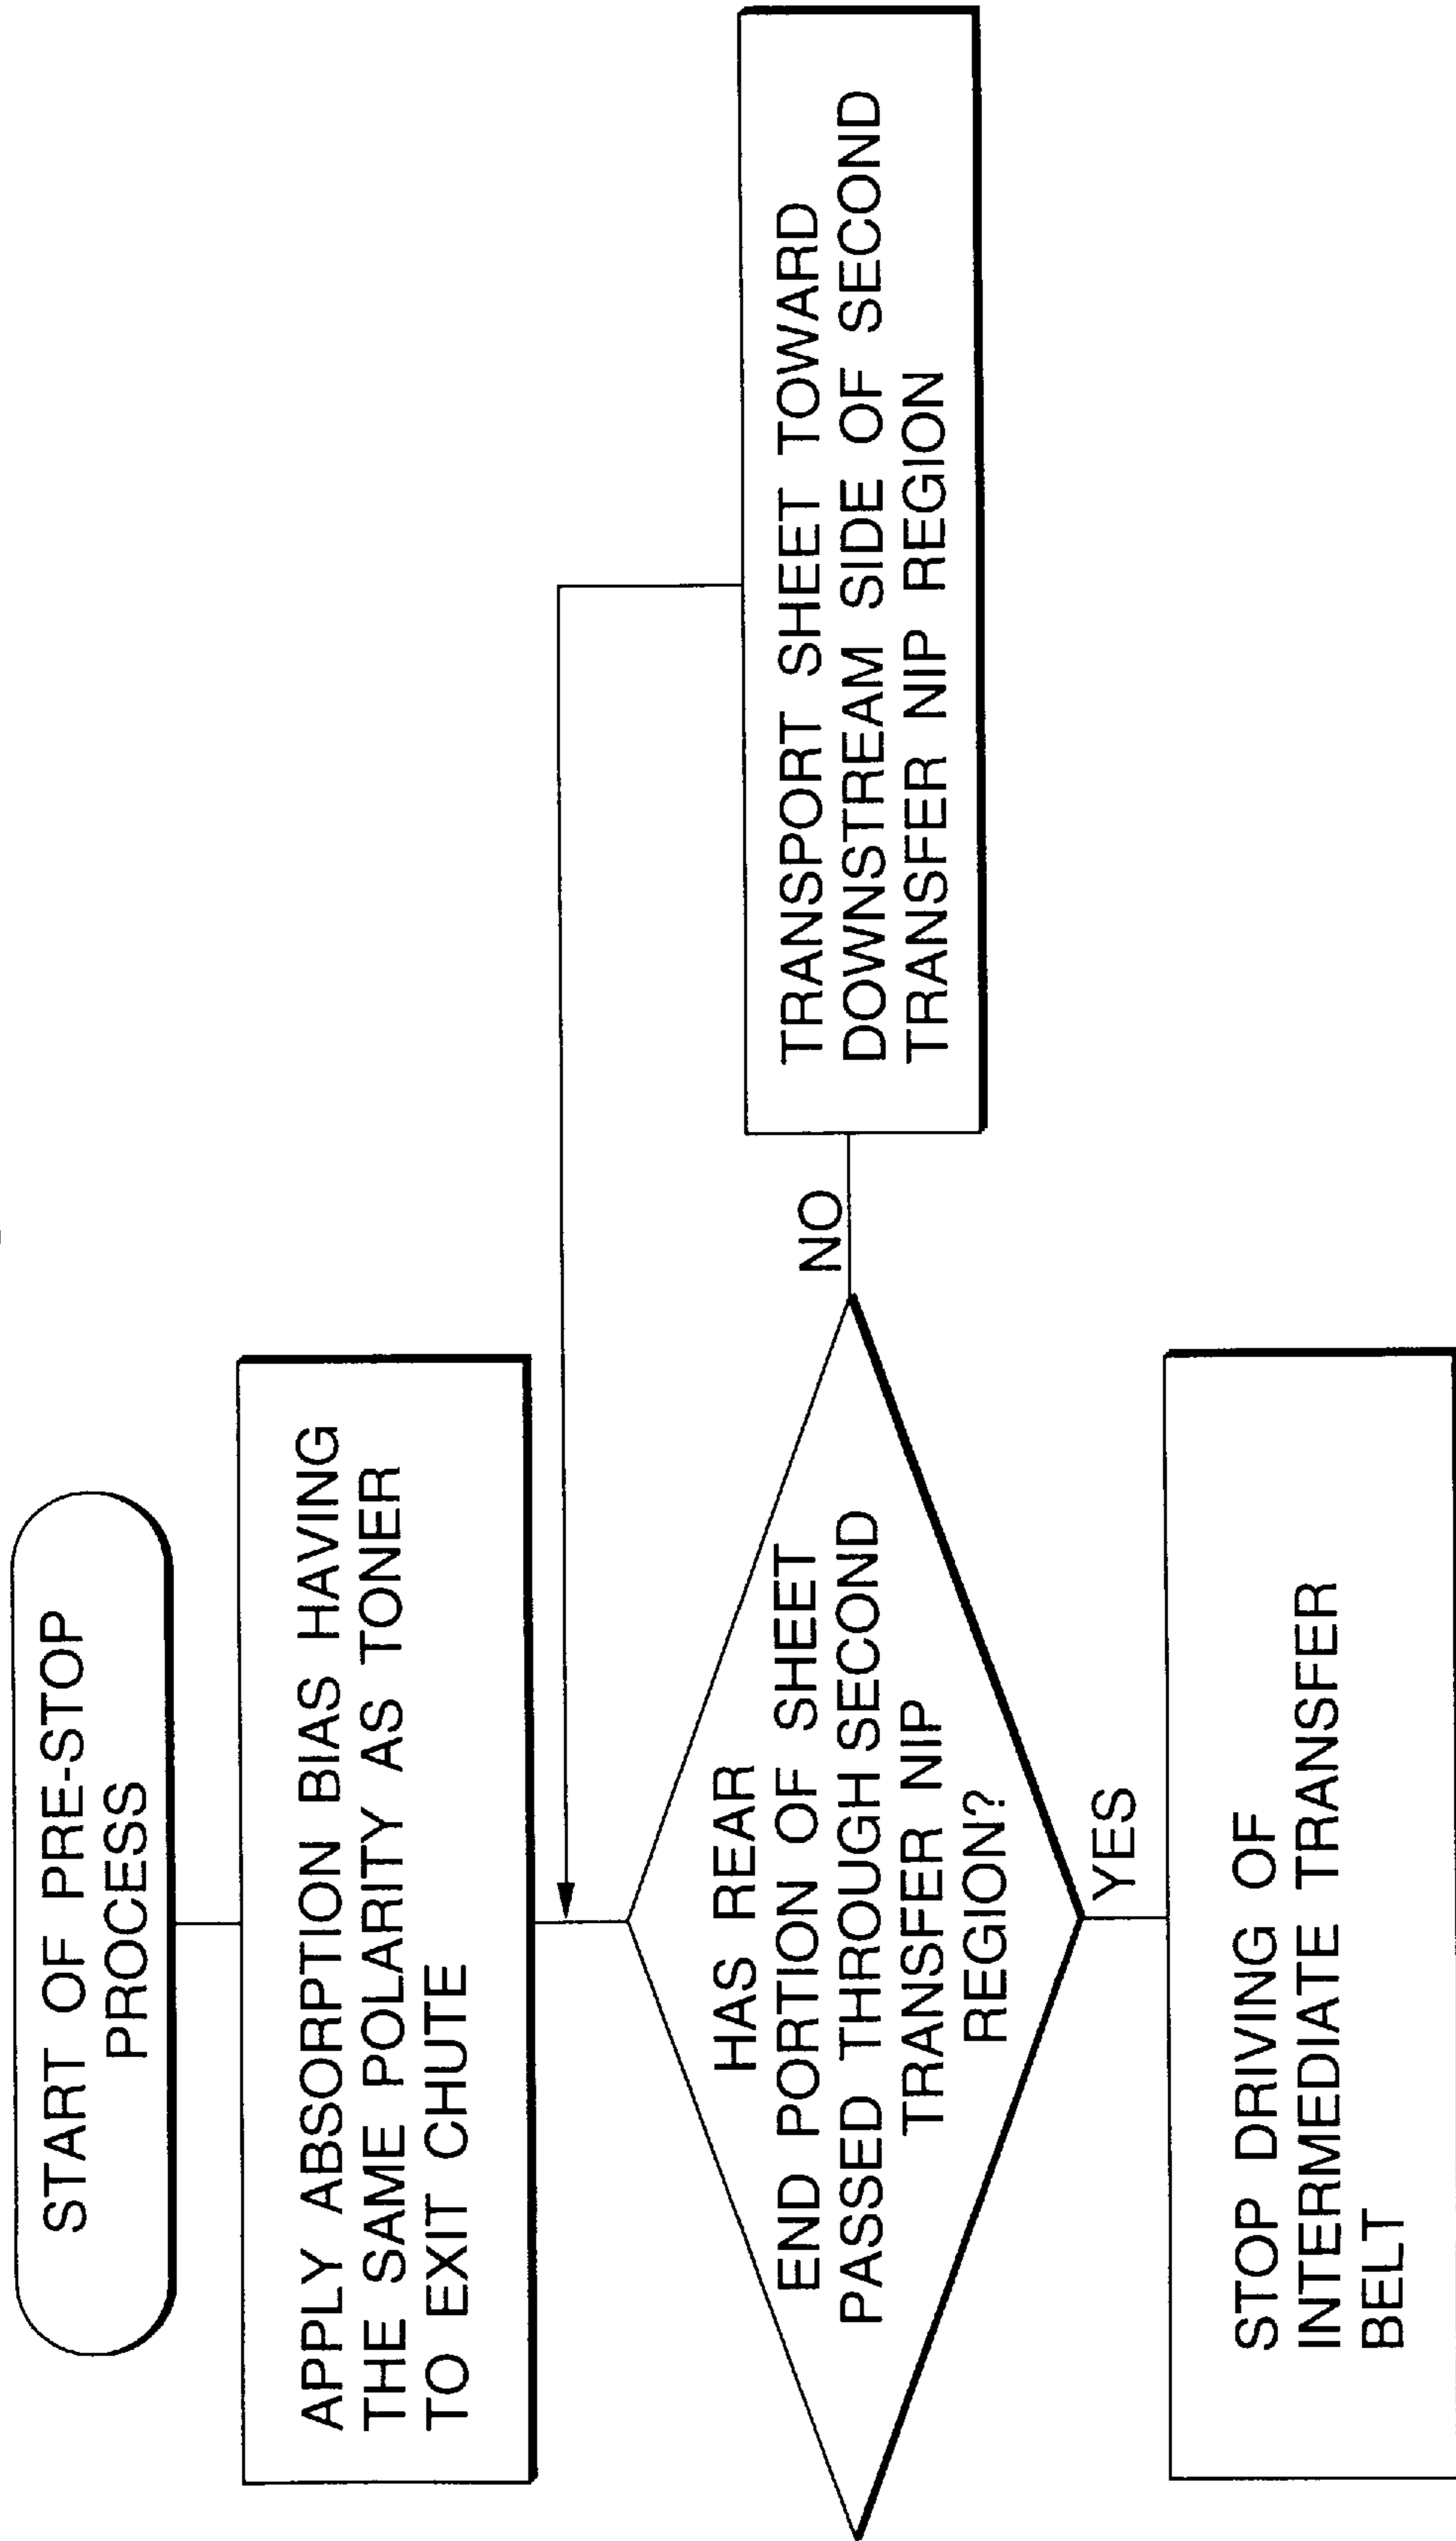 START OF PRE-STOP
PROCESS
APPLY ABSORPTION BIAS HAVING
THE SAME POLARITY AS TONER
TO EXIT CHUTE
HAS REAR
END PORTION OF SHEET
PASSED THROUGH SECOND
TRANSFER NIP
REGION?
NO
TRANSPORT SHEET TOWARD
DOWNSTREAM SIDE OF SECOND
TRANSFER NIP REGION
YES
STOP DRIVING OF
INTERMEDIATE TRANSFER
BELT